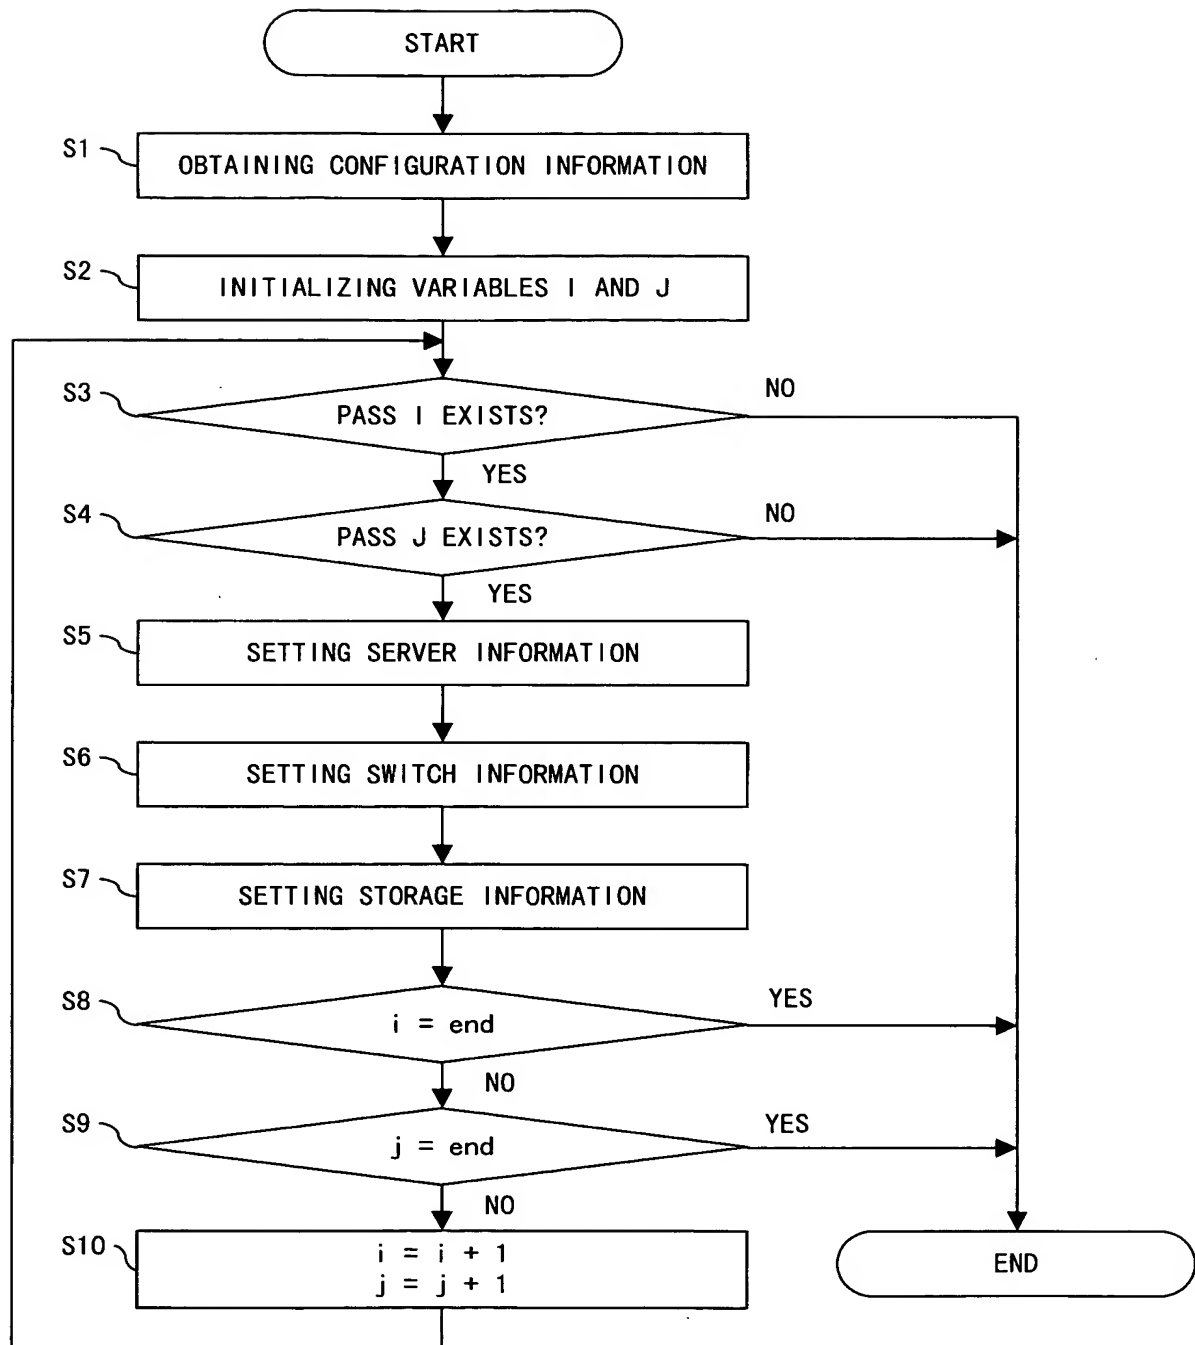 START
S1
OBTAINING CONFIGURATION INFORMATION
S2
INITIALIZING VARIABLES I AND J
S3
PASS I EXISTS?
NO
YES
S4
PASS J EXISTS?
NO
YES
S5
SETTING SERVER INFORMATION
S6
SETTING SWITCH INFORMATION
S7
SETTING STORAGE INFORMATION
S8
i = end
YES
NO
S9
j = end
YES
NO
S10
i = i + 1
j = j + 1
END